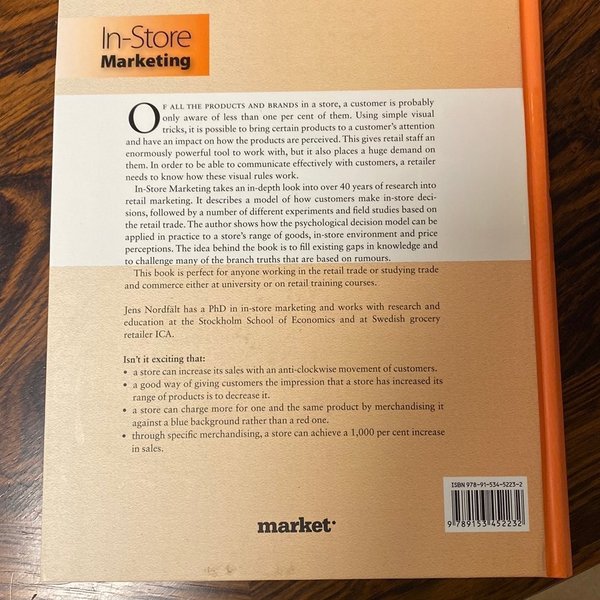 In-Store
Marketing
OF ALL THE PRODUCTS AND BRANDS in a store, a customer is probably
only aware of less than one per cent of them. Using simple visual
tricks, it is possible to bring certain products to a customer's attention
and have an impact on how the products are perceived. This gives retail staff an
enormously powerful tool to work with, but it also places a huge demand on
them. In order to be able to communicate effectively with customers, a retailer
needs to know how these visual rules work.
In-Store Marketing takes an in-depth look into over 40 years of research into
retail marketing. It describes a model of how customers make in-store deci-
sions, followed by a number of different experiments and field studies based on
the retail trade. The author shows how the psychological decision model can be
applied in practice to a store's range of goods, in-store environment and price
perceptions. The idea behind the book is to fill existing gaps in knowledge and
to challenge many of the branch truths that are based on rumours.
This book is perfect for anyone working in the retail trade or studying trade
and commerce either at university or on retail training courses.
Jens Nordfält has a PhD in in-store marketing and works with research and
education at the Stockholm School of Economics and at Swedish grocery
retailer ICA.
Isn't it exciting that:
• a store can increase its sales with an anti-clockwise movement of customers.
• a good way of giving customers the impression that a store has increased its
range of products is to decrease it.
• a store can charge more for one and the same product by merchandising it
against a blue background rather than a red one.
• through specific merchandising, a store can achieve a 1,000 per cent increase
in sales.
ISBN 978-91-534-5223-2
9 789153 452232
market·